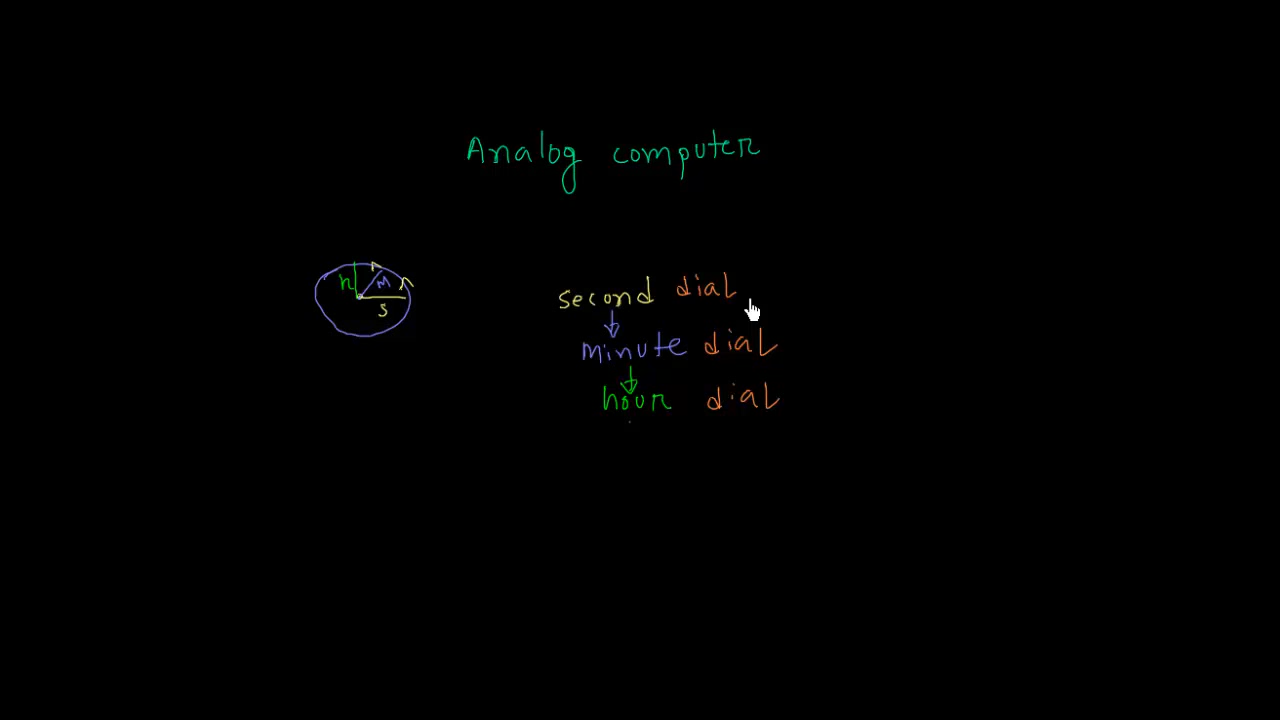 Analog computer
h M
s
second dial
minute dial
hour dial